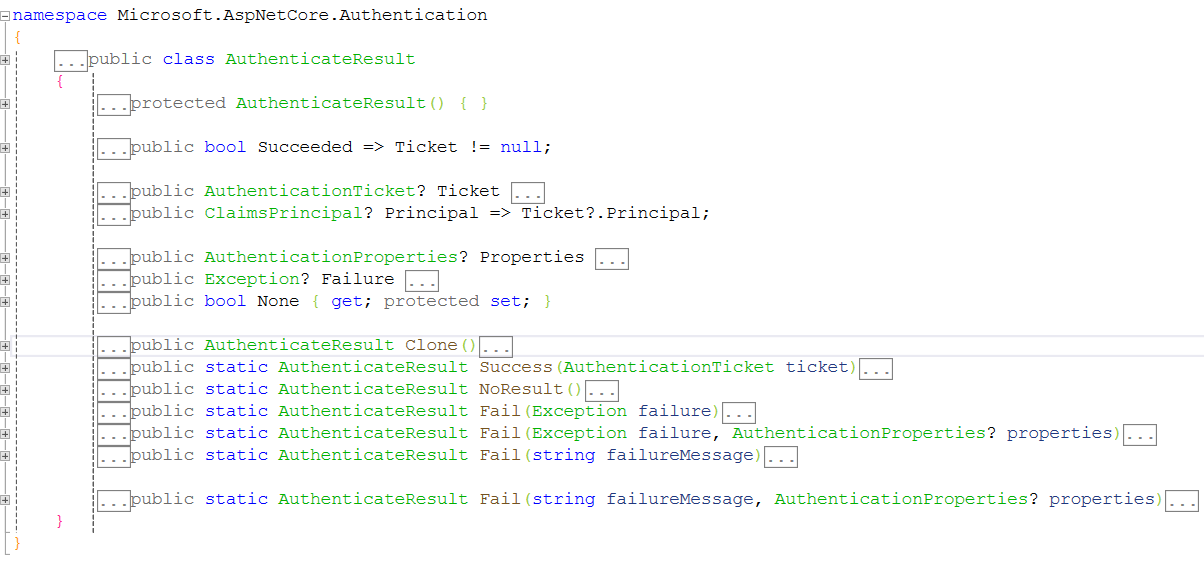 namespace Microsoft.AspNetCore.Authentication
{
...public class AuthenticateResult
{
...protected AuthenticateResult() { }
...public bool Succeeded => Ticket != null;
...public AuthenticationTicket? Ticket ...
...public ClaimsPrincipal? Principal => Ticket?.Principal;
...public AuthenticationProperties? Properties ...
...public Exception? Failure ...
...public bool None { get; protected set; }
...public AuthenticateResult Clone()...
...public static AuthenticateResult Success(AuthenticationTicket ticket)...
...public static AuthenticateResult NoResult()...
...public static AuthenticateResult Fail(Exception failure)...
...public static AuthenticateResult Fail(Exception failure, AuthenticationProperties? properties)...
...public static AuthenticateResult Fail(string failureMessage)...
...public static AuthenticateResult Fail(string failureMessage, AuthenticationProperties? properties)...
}
}